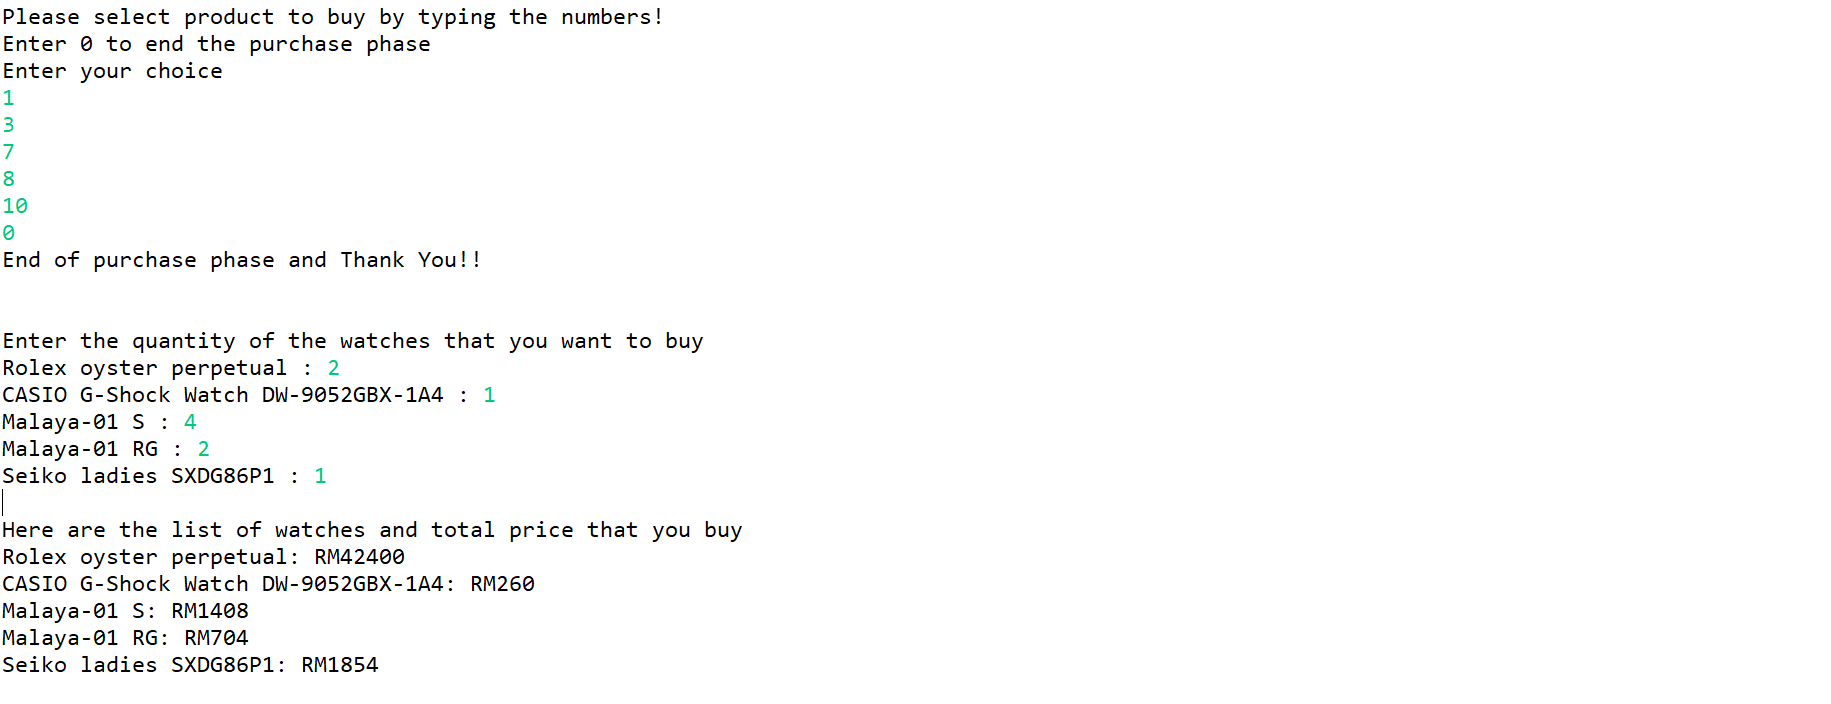 Please select product to buy by typing the numbers!
Enter 0 to end the purchase phase
Enter your choice
1
3
7
8
10
0
End of purchase phase and Thank You!!
Enter the quantity of the watches that you want to buy
Rolex oyster perpetual : 2
CASIO G-Shock Watch DW-9052GBX-1A4 : 1
Malaya-01 S : 4
Malaya-01 RG : 2
Seiko ladies SXDG86P1 : 1
Here are the list of watches and total price that you buy
Rolex oyster perpetual: RM42400
CASIO G-Shock Watch DW-9052GBX-1A4: RM260
Malaya-01 S: RM1408
Malaya-01 RG: RM704
Seiko ladies SXDG86P1: RM1854